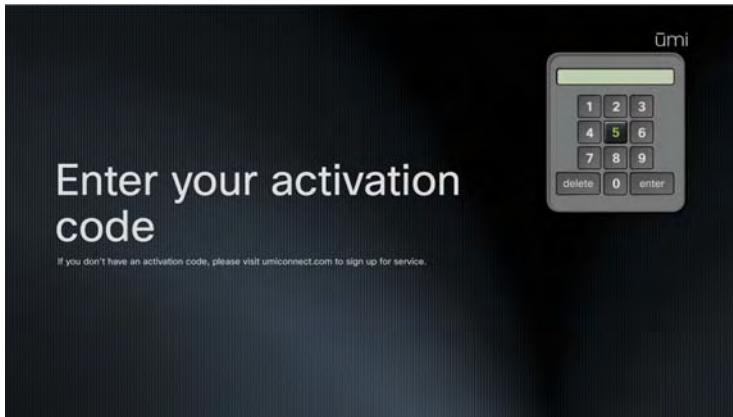 ūmi
1 2 3
4 5 6
7 8 9
delete 0 enter
Enter your activation
code
If you don't have an activation code, please visit umiconnect.com to sign up for service.